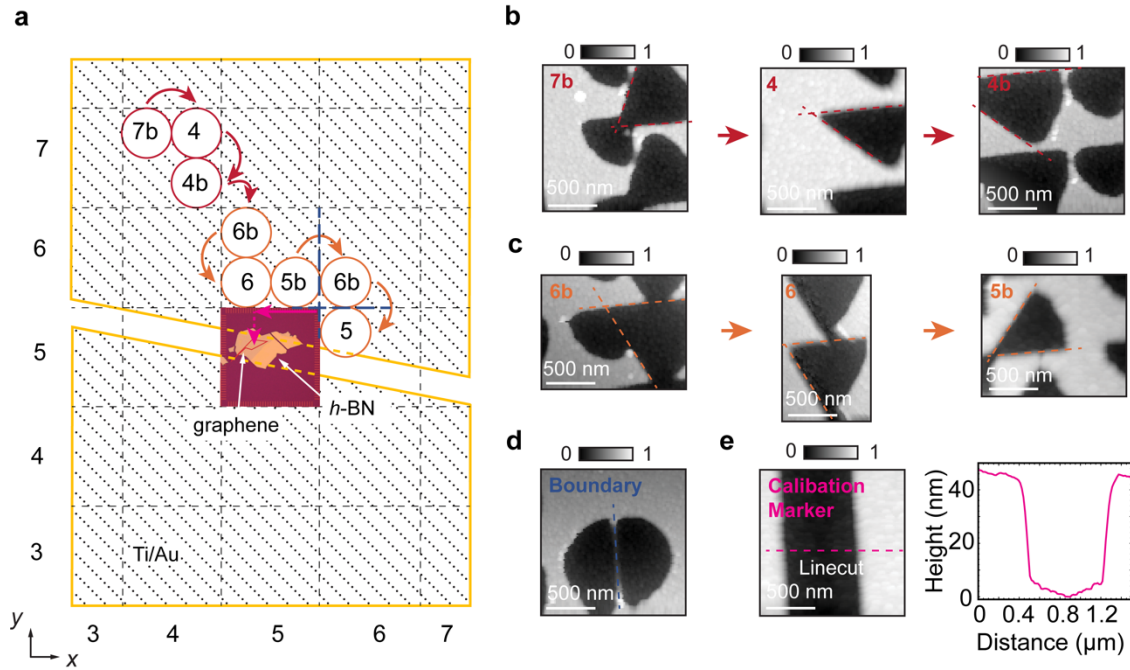 a
7
6
5
4
3
7b
4
4b
6b
6
5b
6b
5
graphene
h-BN
Ti/Au
y
x
3
4
5
6
7
b
0 1
7b
500 nm
0 1
4
500 nm
0 1
4b
500 nm
c
0 1
6b
500 nm
0 1
6
500 nm
0 1
5b
500 nm
d
0 1
Boundary
500 nm
e
0 1
Calibation
Marker
Linecut
500 nm
Height (nm)
40
20
0
0 0.4 0.8 1.2
Distance (µm)